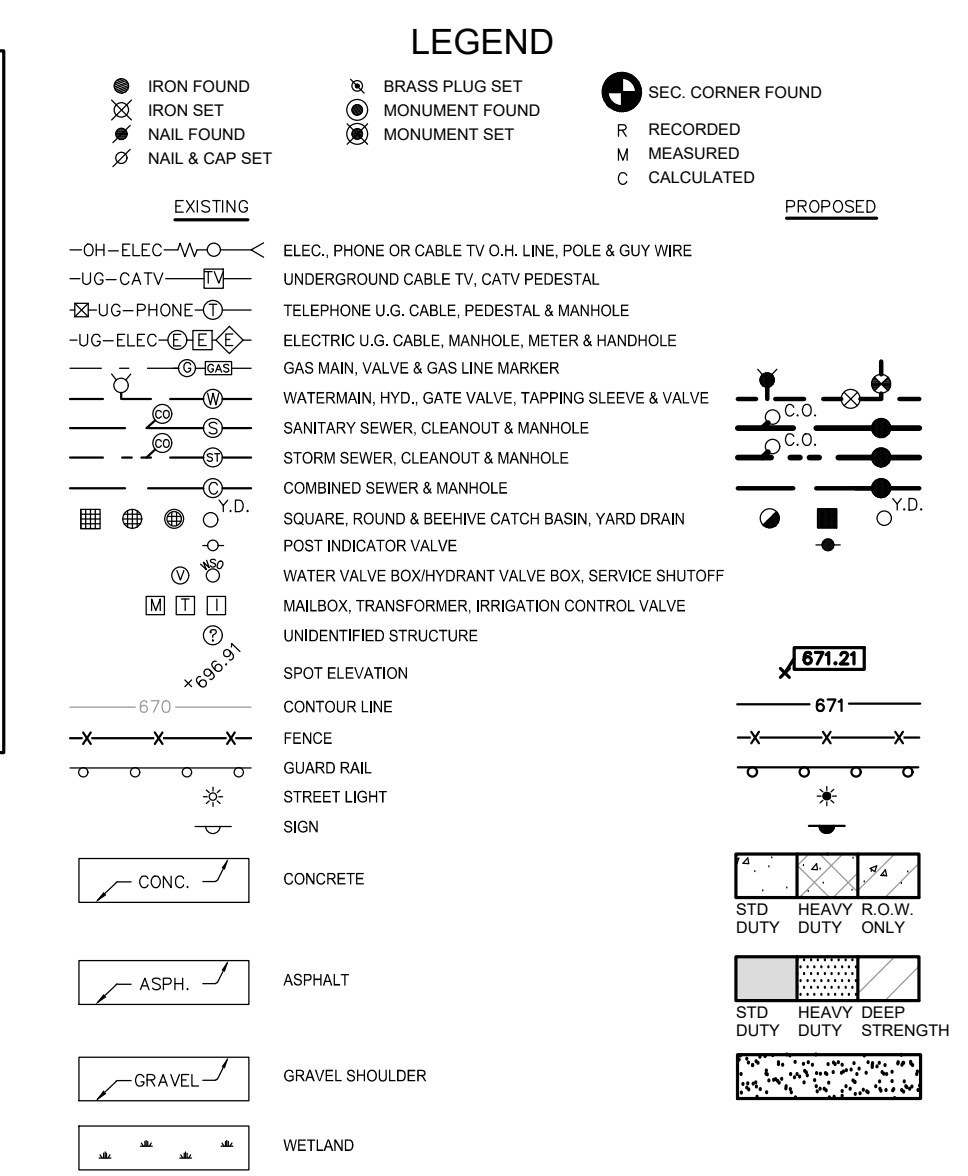 LEGEND
IRON FOUND
IRON SET
NAIL FOUND
NAIL & CAP SET
BRASS PLUG SET
MONUMENT FOUND
MONUMENT SET
SEC. CORNER FOUND
R RECORDED
M MEASURED
C CALCULATED
EXISTING PROPOSED
OH-ELEC ELEC., PHONE OR CABLE TV O.H. LINE, POLE & GUY WIRE
UG-CATV TV UNDERGROUND CABLE TV, CATV PEDESTAL
UG-PHONE T TELEPHONE U.G. CABLE, PEDESTAL & MANHOLE
UG-ELEC E E E ELECTRIC U.G. CABLE, MANHOLE, METER & HANDHOLE
G GAS GAS MAIN, VALVE & GAS LINE MARKER
W WATERMAIN, HYD., GATE VALVE, TAPPING SLEEVE & VALVE
CO S SANITARY SEWER, CLEANOUT & MANHOLE C.O.
CO ST STORM SEWER, CLEANOUT & MANHOLE C.O.
C COMBINED SEWER & MANHOLE
Y.D. SQUARE, ROUND & BEEHIVE CATCH BASIN, YARD DRAIN Y.D.
POST INDICATOR VALVE
V WSO WATER VALVE BOX/HYDRANT VALVE BOX, SERVICE SHUTOFF
M T I MAILBOX, TRANSFORMER, IRRIGATION CONTROL VALVE
? UNIDENTIFIED STRUCTURE
×696.91 SPOT ELEVATION X 671.21
670 CONTOUR LINE 671
X X X FENCE X X X
GUARD RAIL
STREET LIGHT
SIGN
CONC. CONCRETE
STD DUTY
HEAVY DUTY
R.O.W. ONLY
ASPH. ASPHALT
STD DUTY
HEAVY DUTY
DEEP STRENGTH
GRAVEL GRAVEL SHOULDER
WETLAND